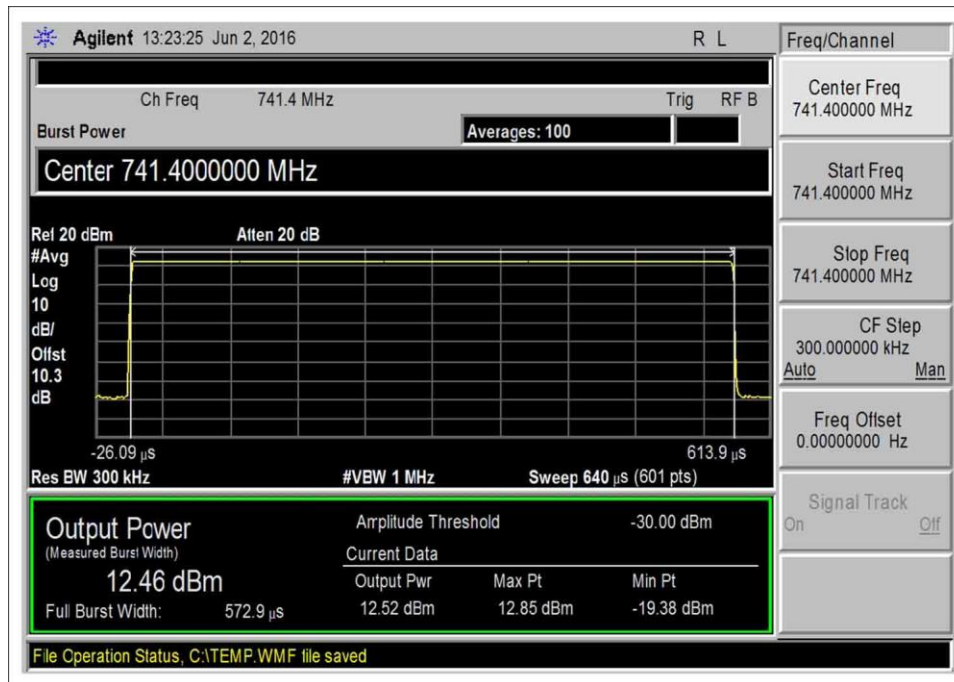 Agilent 13:23:25 Jun 2, 2016 R L
Freq/Channel
Ch Freq 741.4 MHz Trig RF B
Burst Power
Averages: 100
Center 741.4000000 MHz
Ref 20 dBm Atten 20 dB
#Avg
Log
10
dB/
Offst
10.3
dB
-26.09 µs 613.9 µs
Res BW 300 kHz #VBW 1 MHz Sweep 640 µs (601 pts)
Output Power
(Measured Burst Width)
12.46 dBm
Full Burst Width: 572.9 µs
Amplitude Threshold -30.00 dBm
Current Data
Output Pwr Max Pt Min Pt
12.52 dBm 12.85 dBm -19.38 dBm
File Operation Status, C:\TEMP.WMF file saved
Center Freq
741.400000 MHz
Start Freq
741.400000 MHz
Stop Freq
741.400000 MHz
CF Step
300.000000 kHz
Auto Man
Freq Offset
0.00000000 Hz
Signal Track
On Off